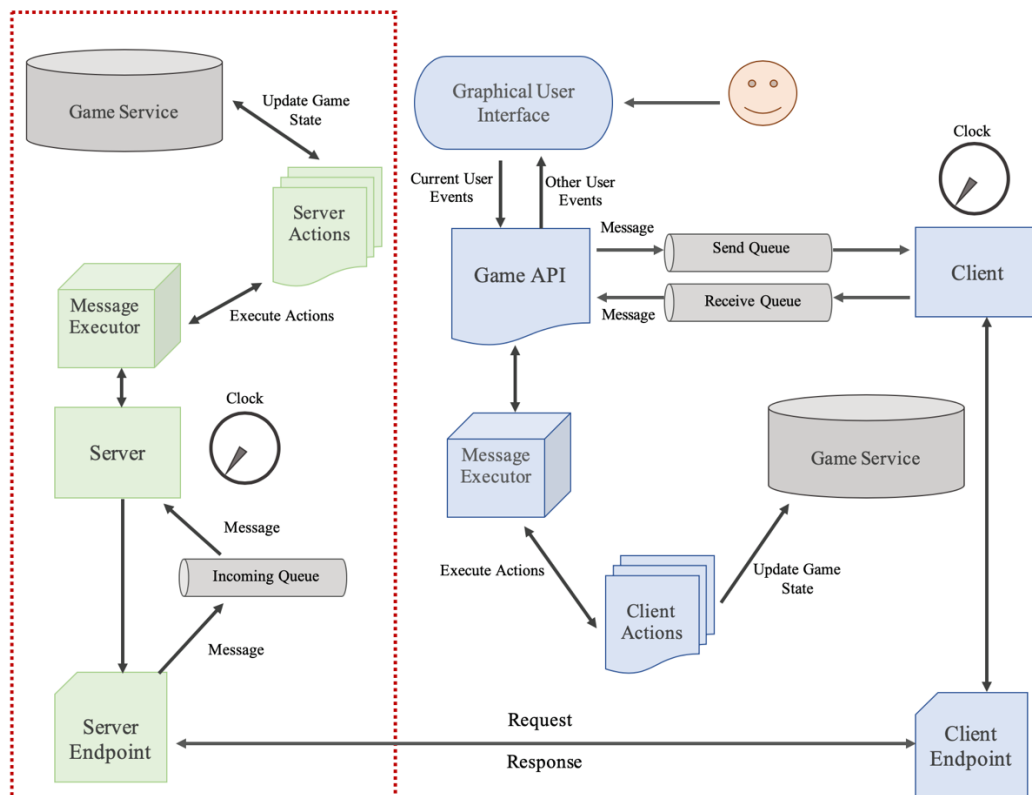 Game Service
Update Game
State
Server
Actions
Message
Executor
Execute Actions
Clock
Server
Message
Incoming Queue
Message
Server
Endpoint
Graphical User
Interface
Current User
Events
Other User
Events
Clock
Message
Send Queue
Game API
Client
Receive Queue
Message
Message
Executor
Game Service
Execute Actions
Update Game
State
Client
Actions
Request
Response
Client
Endpoint